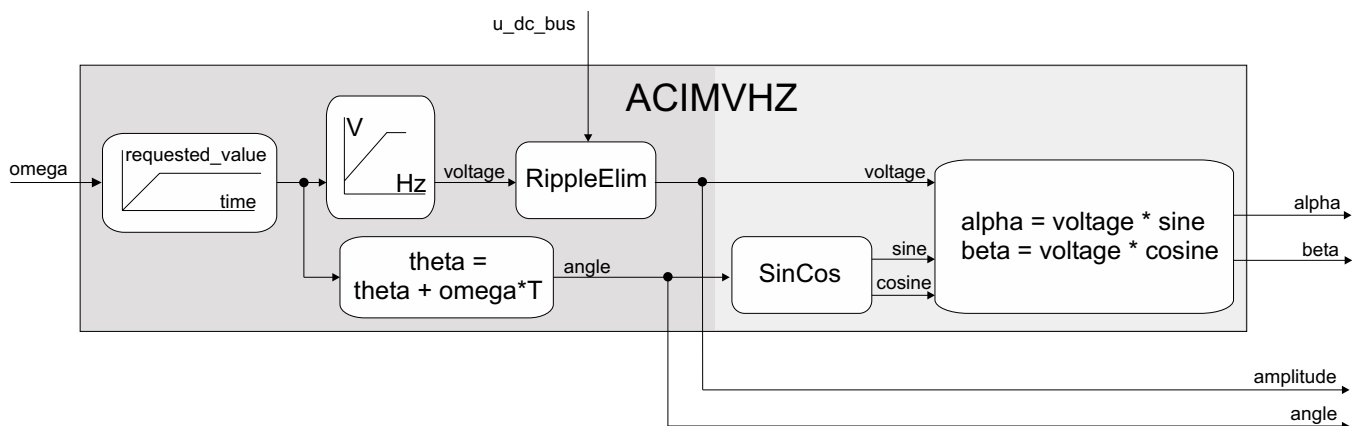 u_dc_bus
ACIMVHZ
omega
requested_value
time
V
Hz
voltage
RippleElim
voltage
alpha = voltage * sine
beta = voltage * cosine
alpha
beta
theta =
theta + omega*T
angle
SinCos
sine
cosine
amplitude
angle